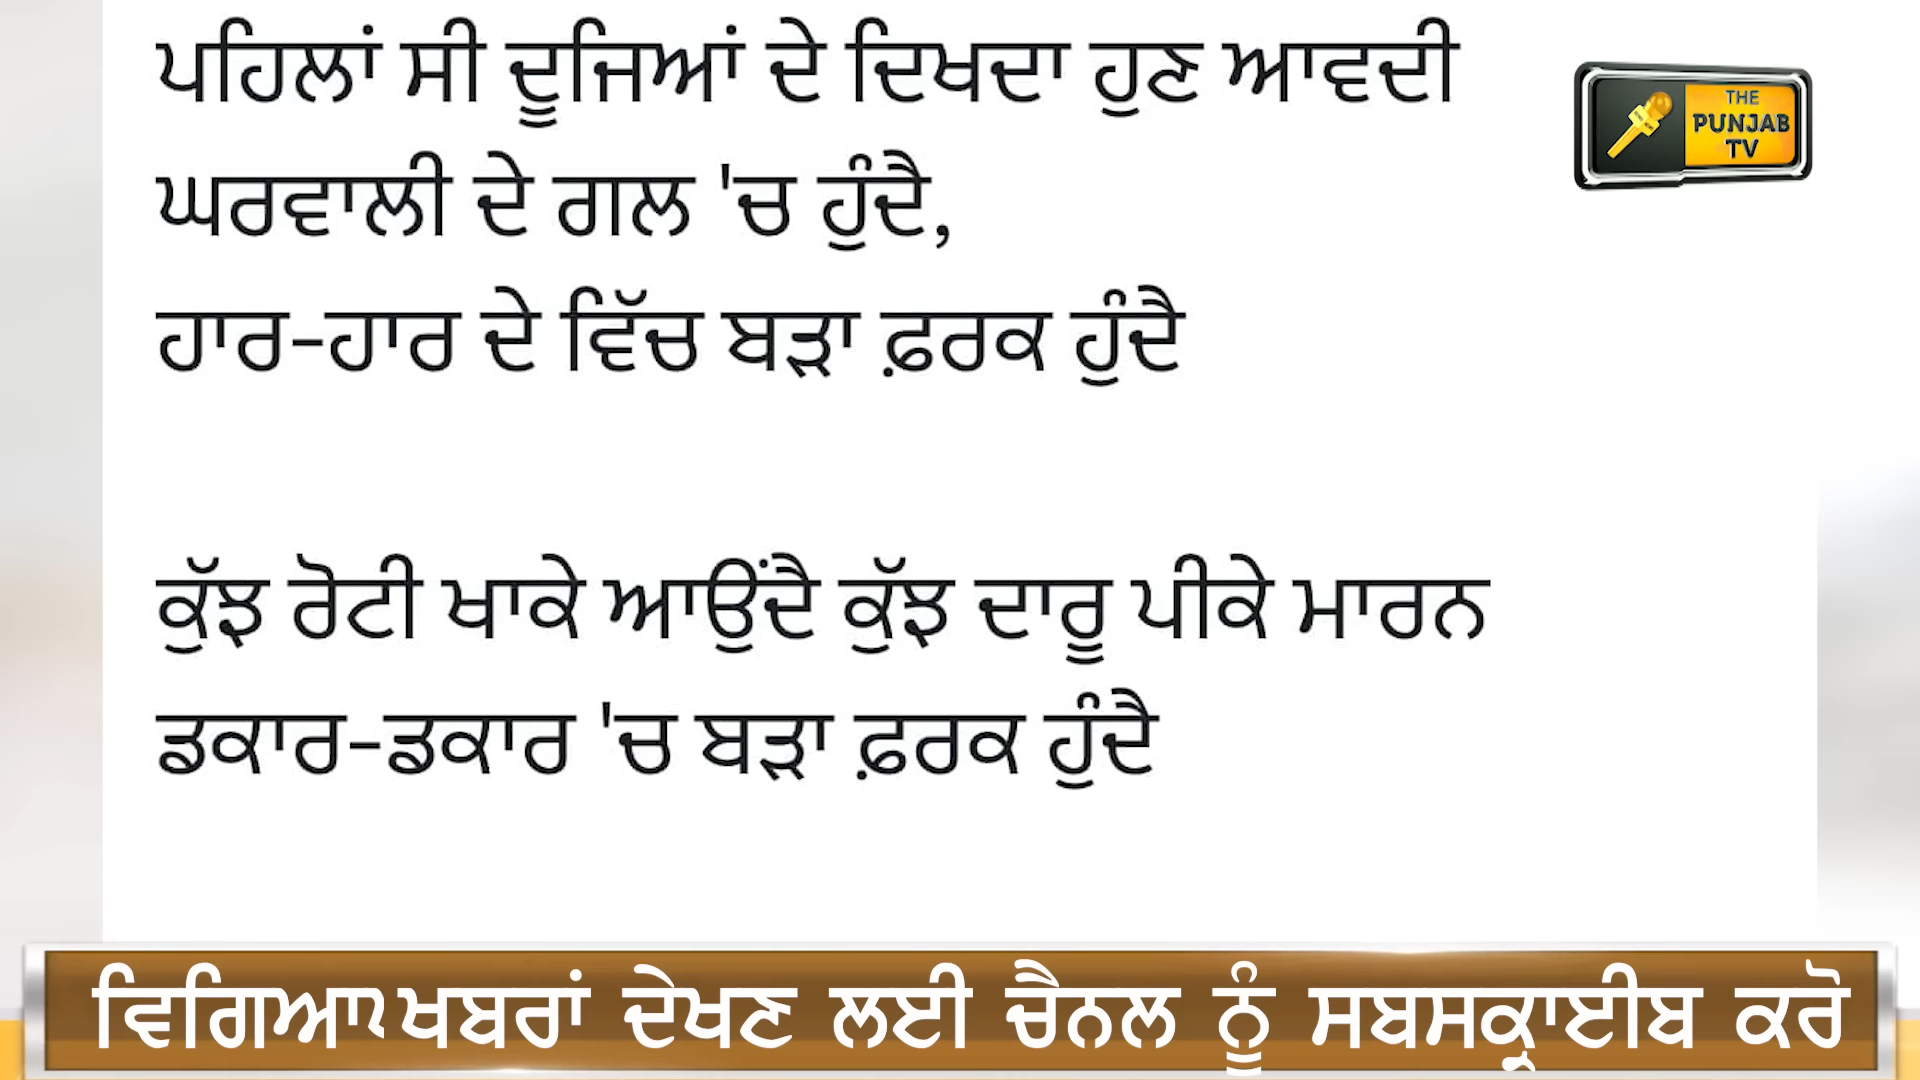 ਪਹਿਲਾਂ ਸੀ ਦੂਜਿਆਂ ਦੇ ਦਿਖਦਾ ਹੁਣ ਆਵਦੀ
ਘਰਵਾਲੀ ਦੇ ਗਲ 'ਚ ਹੁੰਦੈ,
ਹਾਰ-ਹਾਰ ਦੇ ਵਿੱਚ ਬੜਾ ਫ਼ਰਕ ਹੁੰਦੈ
ਕੁੱਝ ਰੋਟੀ ਖਾਕੇ ਆਉਂਦੈ ਕੁੱਝ ਦਾਰੂ ਪੀਕੇ ਮਾਰਨ
ਡਕਾਰ-ਡਕਾਰ 'ਚ ਬੜਾ ਫ਼ਰਕ ਹੁੰਦੈ
THE
PUNJAB
TV
ਖਬਰਾਂ ਦੇਖਣ ਲਈ ਚੈਨਲ ਨੂੰ ਸਬਸਕ੍ਰਾਈਬ ਕਰੋ